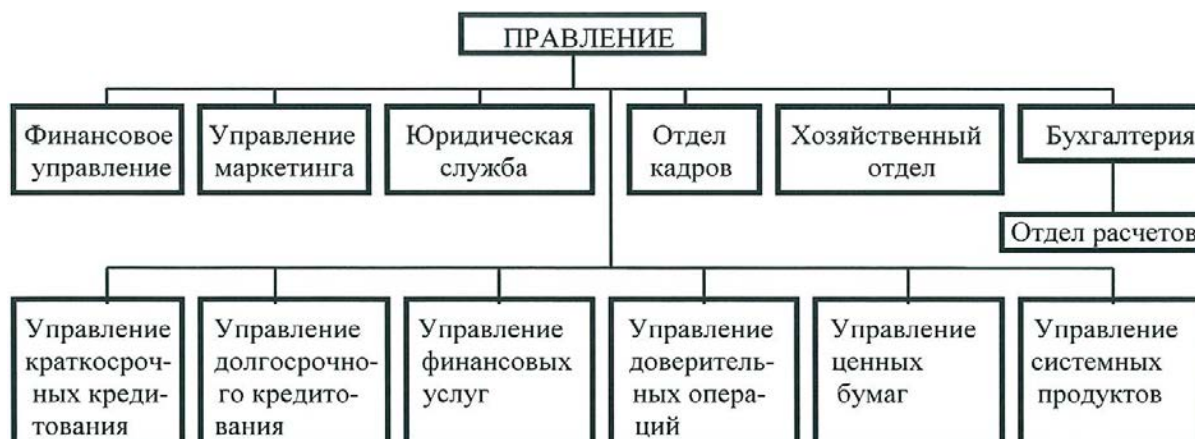 ПРАВЛЕНИЕ
Финансовое
управление
Управление
маркетинга
Юридическая
служба
Отдел
кадров
Хозяйственный
отдел
Бухгалтерия
Отдел расчетов
Управление
краткосроч-
ных креди-
тования
Управление
долгосрочно-
го кредито-
вания
Управление
финансовых
услуг
Управление
доверитель-
ных опера-
ций
Управление
ценных
бумаг
Управление
системных
продуктов